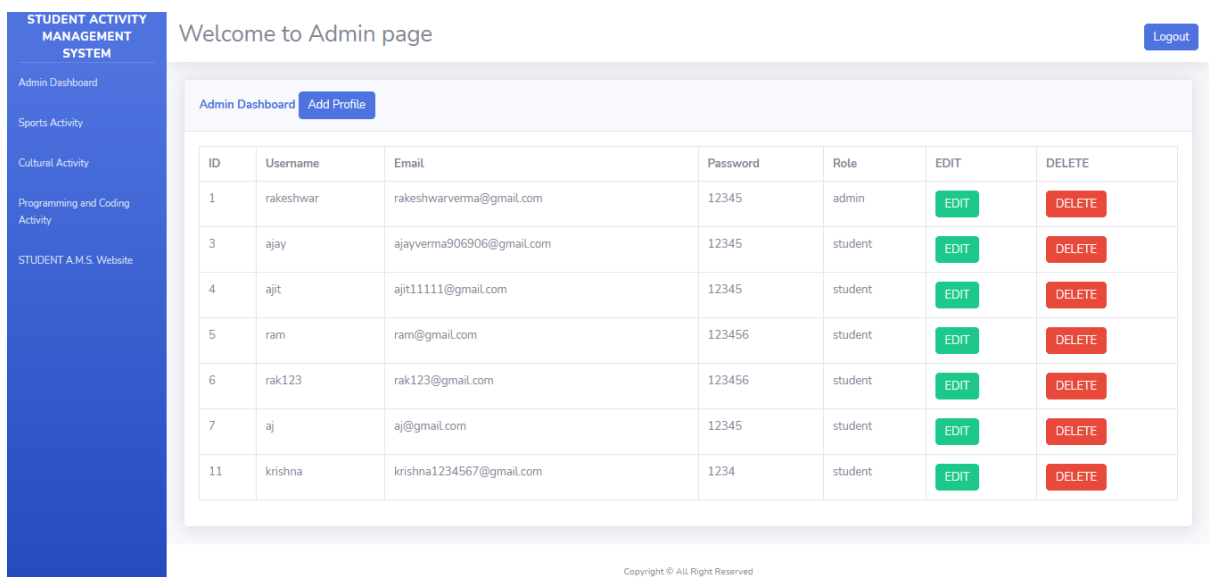 STUDENT ACTIVITY
MANAGEMENT
SYSTEM
Admin Dashboard
Sports Activity
Cultural Activity
Programming and Coding
Activity
STUDENT A.M.S. Website
Welcome to Admin page
Logout
Admin Dashboard Add Profile
ID Username Email Password Role EDIT DELETE
1 rakeshwar rakeshwarverma@gmail.com 12345 admin EDIT DELETE
3 ajay ajayverma906906@gmail.com 12345 student EDIT DELETE
4 ajit ajit11111@gmail.com 12345 student EDIT DELETE
5 ram ram@gmail.com 123456 student EDIT DELETE
6 rak123 rak123@gmail.com 123456 student EDIT DELETE
7 aj aj@gmail.com 12345 student EDIT DELETE
11 krishna krishna1234567@gmail.com 1234 student EDIT DELETE
Copyright © All Right Reserved